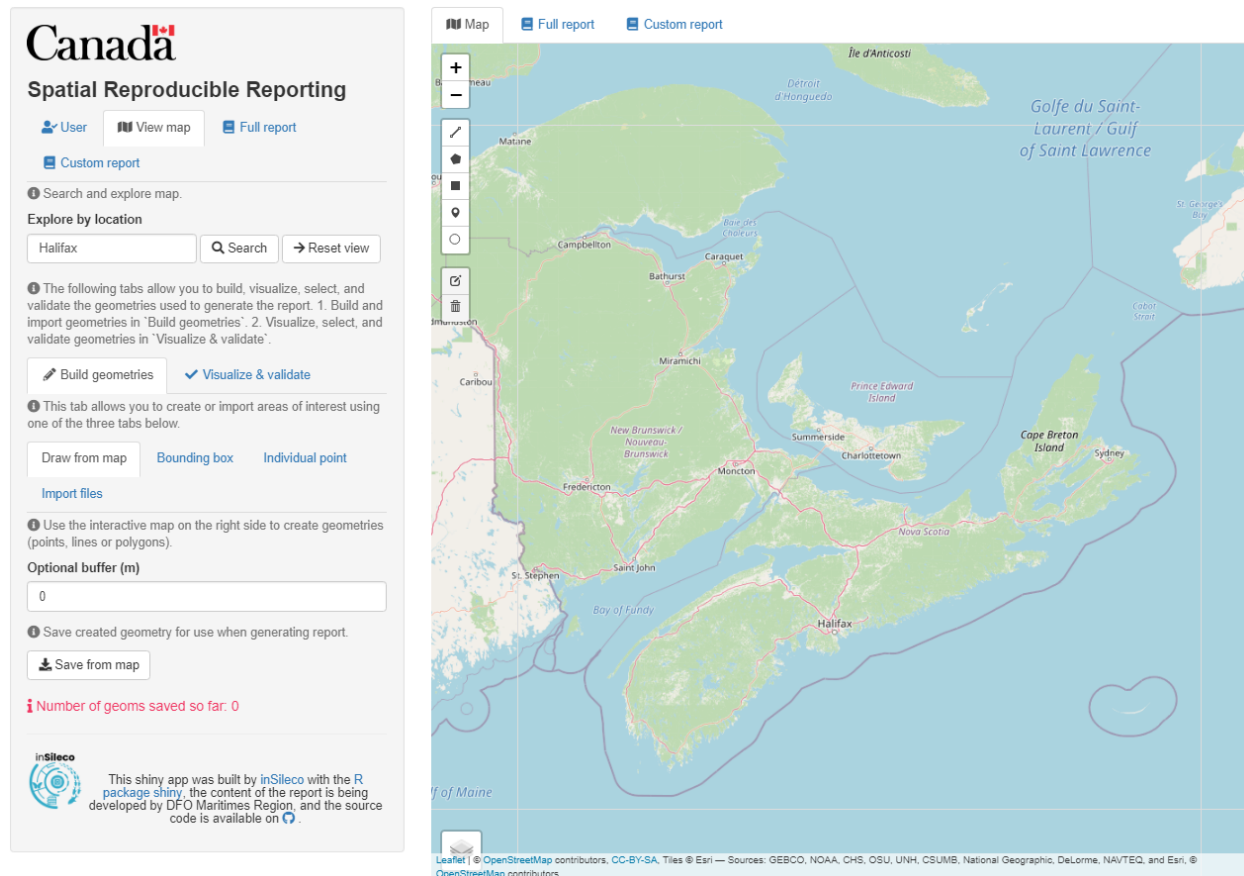 Canada
Spatial Reproducible Reporting
User
View map
Full report
Custom report
Search and explore map.
Explore by location
Halifax
Search
Reset view
The following tabs allow you to build, visualize, select, and
validate the geometries used to generate the report. 1. Build and
import geometries in `Build geometries`. 2. Visualize, select, and
validate geometries in `Visualize & validate`.
Build geometries
Visualize & validate
This tab allows you to create or import areas of interest using
one of the three tabs below.
Draw from map
Bounding box
Individual point
Import files
Use the interactive map on the right side to create geometries
(points, lines or polygons).
Optional buffer (m)
0
Save created geometry for use when generating report.
Save from map
Number of geoms saved so far: 0
inSileco
This shiny app was built by inSileco with the R
package shiny, the content of the report is being
developed by DFO Maritimes Region, and the source
code is available on .
Map
Full report
Custom report
+
−
Île d'Anticosti
Détroit
d'Honguedo
Golfe du Saint-
Laurent / Gulf
of Saint Lawrence
Matane
St. George's
Bay
Baie des
Chaleurs
Campbellton
Caraquet
Bathurst
Cabot
Strait
Miramichi
Caribou
Prince Edward
Island
New Brunswick /
Nouveau-
Brunswick
Summerside
Charlottetown
Cape Breton
Island
Sydney
Moncton
Fredericton
Nova Scotia
St. Stephen
Saint John
Bay of Fundy
Halifax
of Maine
Leaflet | © OpenStreetMap contributors, CC-BY-SA, Tiles © Esri — Sources: GEBCO, NOAA, CHS, OSU, UNH, CSUMB, National Geographic, DeLorme, NAVTEQ, and Esri, ©
OpenStreetMap contributors